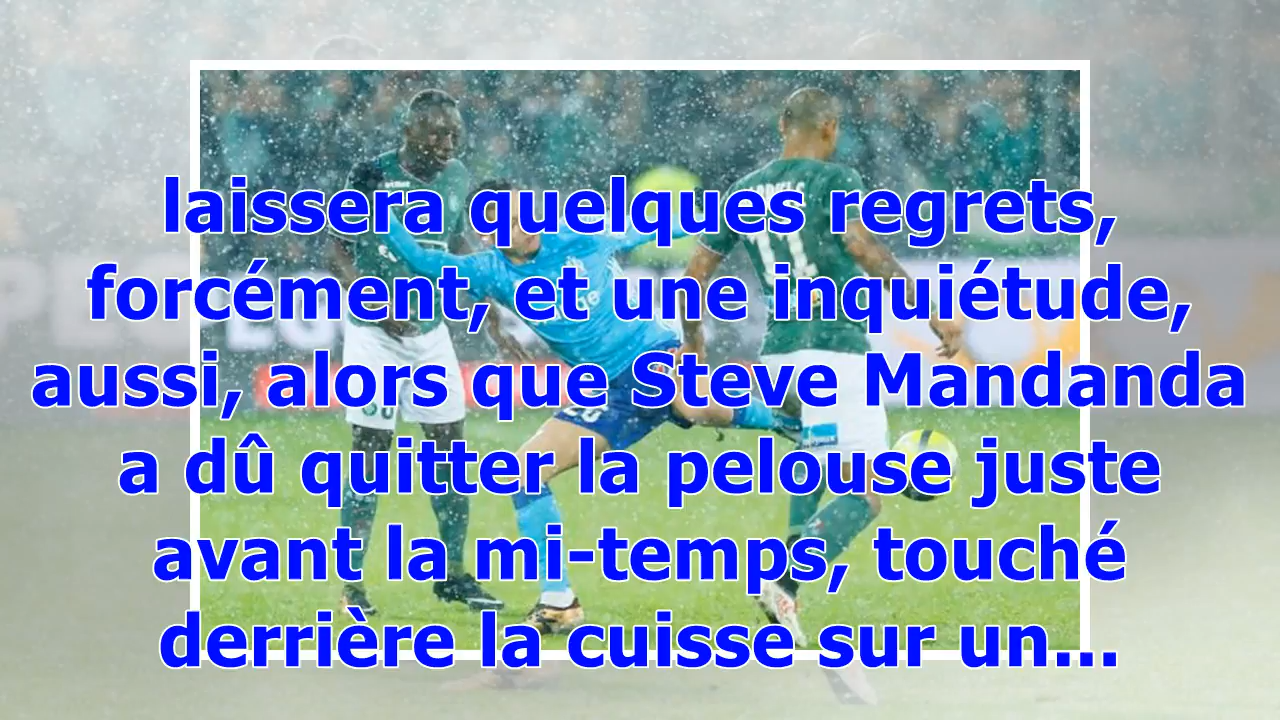 laissera quelques regrets,
forcément, et une inquiétude,
aussi, alors que Steve Mandanda
a dû quitter la pelouse juste
avant la mi-temps, touché
derrière la cuisse sur un...